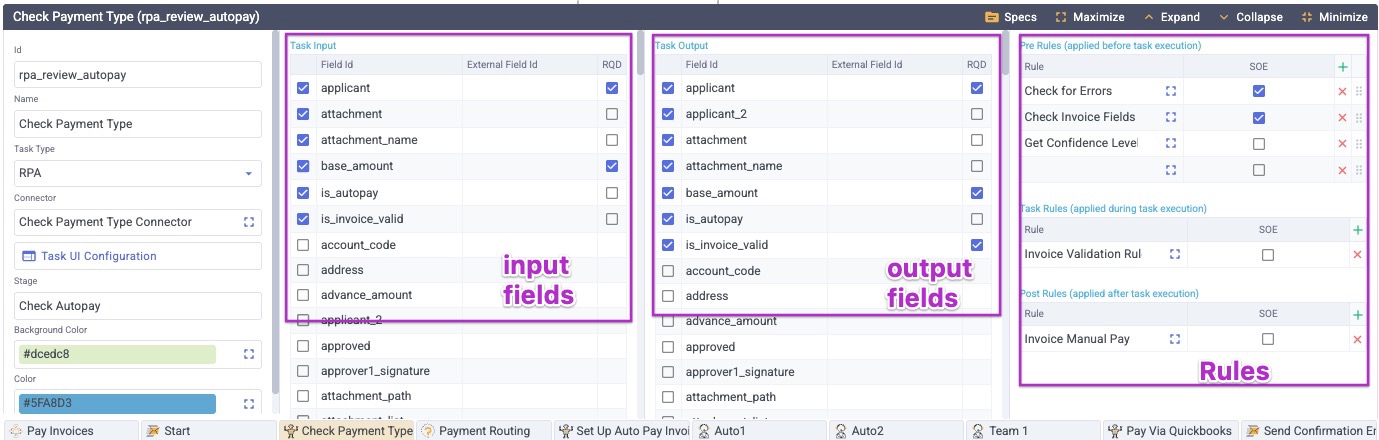 Check Payment Type (rpa_review_autopay)
Specs Maximize Expand Collapse Minimize
Id
rpa_review_autopay
Name
Check Payment Type
Task Type
RPA
Connector
Check Payment Type Connector
Task UI Configuration
Stage
Check Autopay
Background Color
#dcedc8
Color
#5FA8D3
Task Input
Field Id External Field Id RQD
applicant
attachment
attachment_name
base_amount
is_autopay
is_invoice_valid
account_code
address
advance_amount
applicant_2
approved
approver1_signature
attachment_path
input
fields
Task Output
Field Id External Field Id RQD
applicant
applicant_2
attachment
attachment_name
base_amount
is_autopay
is_invoice_valid
account_code
address
advance_amount
approved
approver1_signature
attachment_path
output
fields
Pre Rules (applied before task execution)
Rule SOE
Check for Errors
Check Invoice Fields
Get Confidence Level
Task Rules (applied during task execution)
Rule SOE
Invoice Validation Rul
Post Rules (applied after task execution)
Rule SOE
Invoice Manual Pay
Rules
Pay Invoices Start Check Payment Type Payment Routing Set Up Auto Pay Invoi Auto1 Auto2 Team 1 Pay Via Quickbooks Send Confirmation